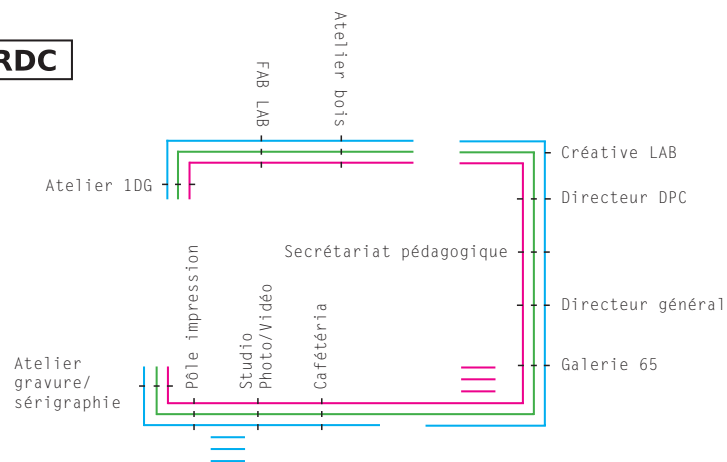 RDC
Atelier bois
FAB LAB
Créative LAB
Atelier 1DG
Directeur DPC
Secrétariat pédagogique
Directeur général
Pôle impression
Studio
Photo/Vidéo
Cafétéria
Galerie 65
Atelier
gravure/
sérigraphie